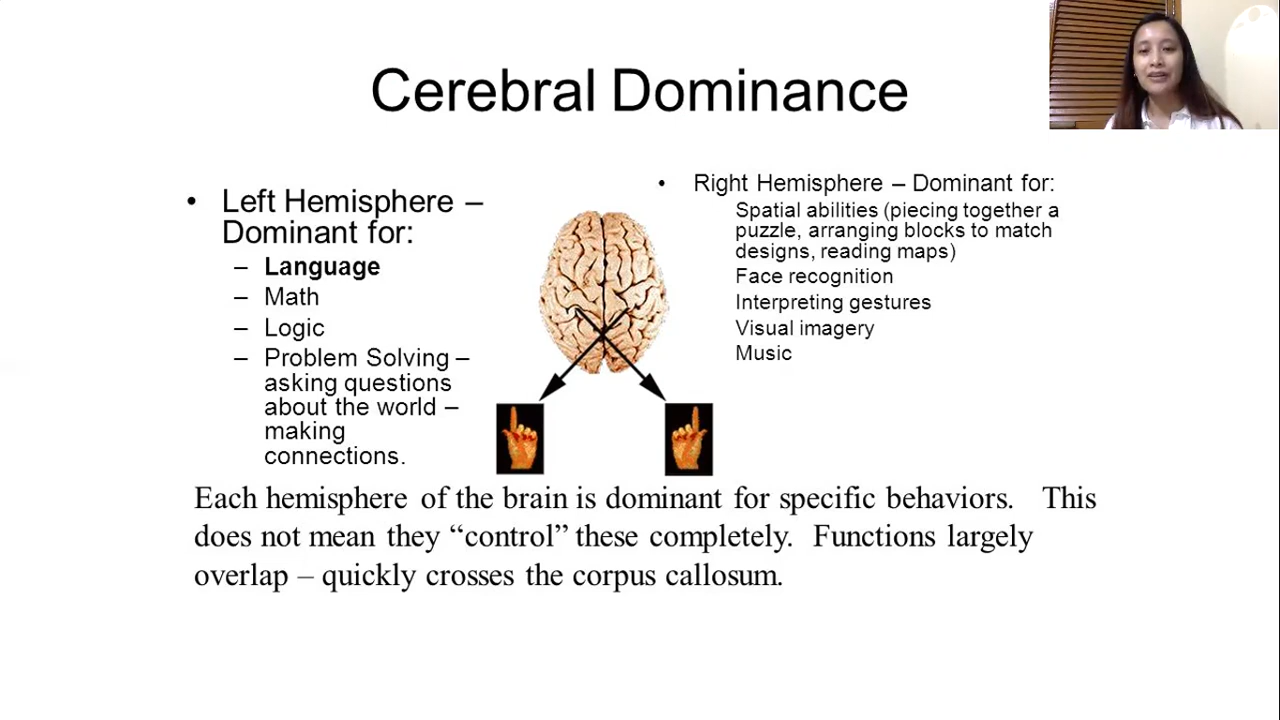 Cerebral Dominance
• Left Hemisphere –
Dominant for:
– Language
– Math
– Logic
– Problem Solving –
asking questions
about the world –
making
connections.
• Right Hemisphere – Dominant for:
Spatial abilities (piecing together a
puzzle, arranging blocks to match
designs, reading maps)
Face recognition
Interpreting gestures
Visual imagery
Music
Each hemisphere of the brain is dominant for specific behaviors. This
does not mean they “control” these completely. Functions largely
overlap – quickly crosses the corpus callosum.